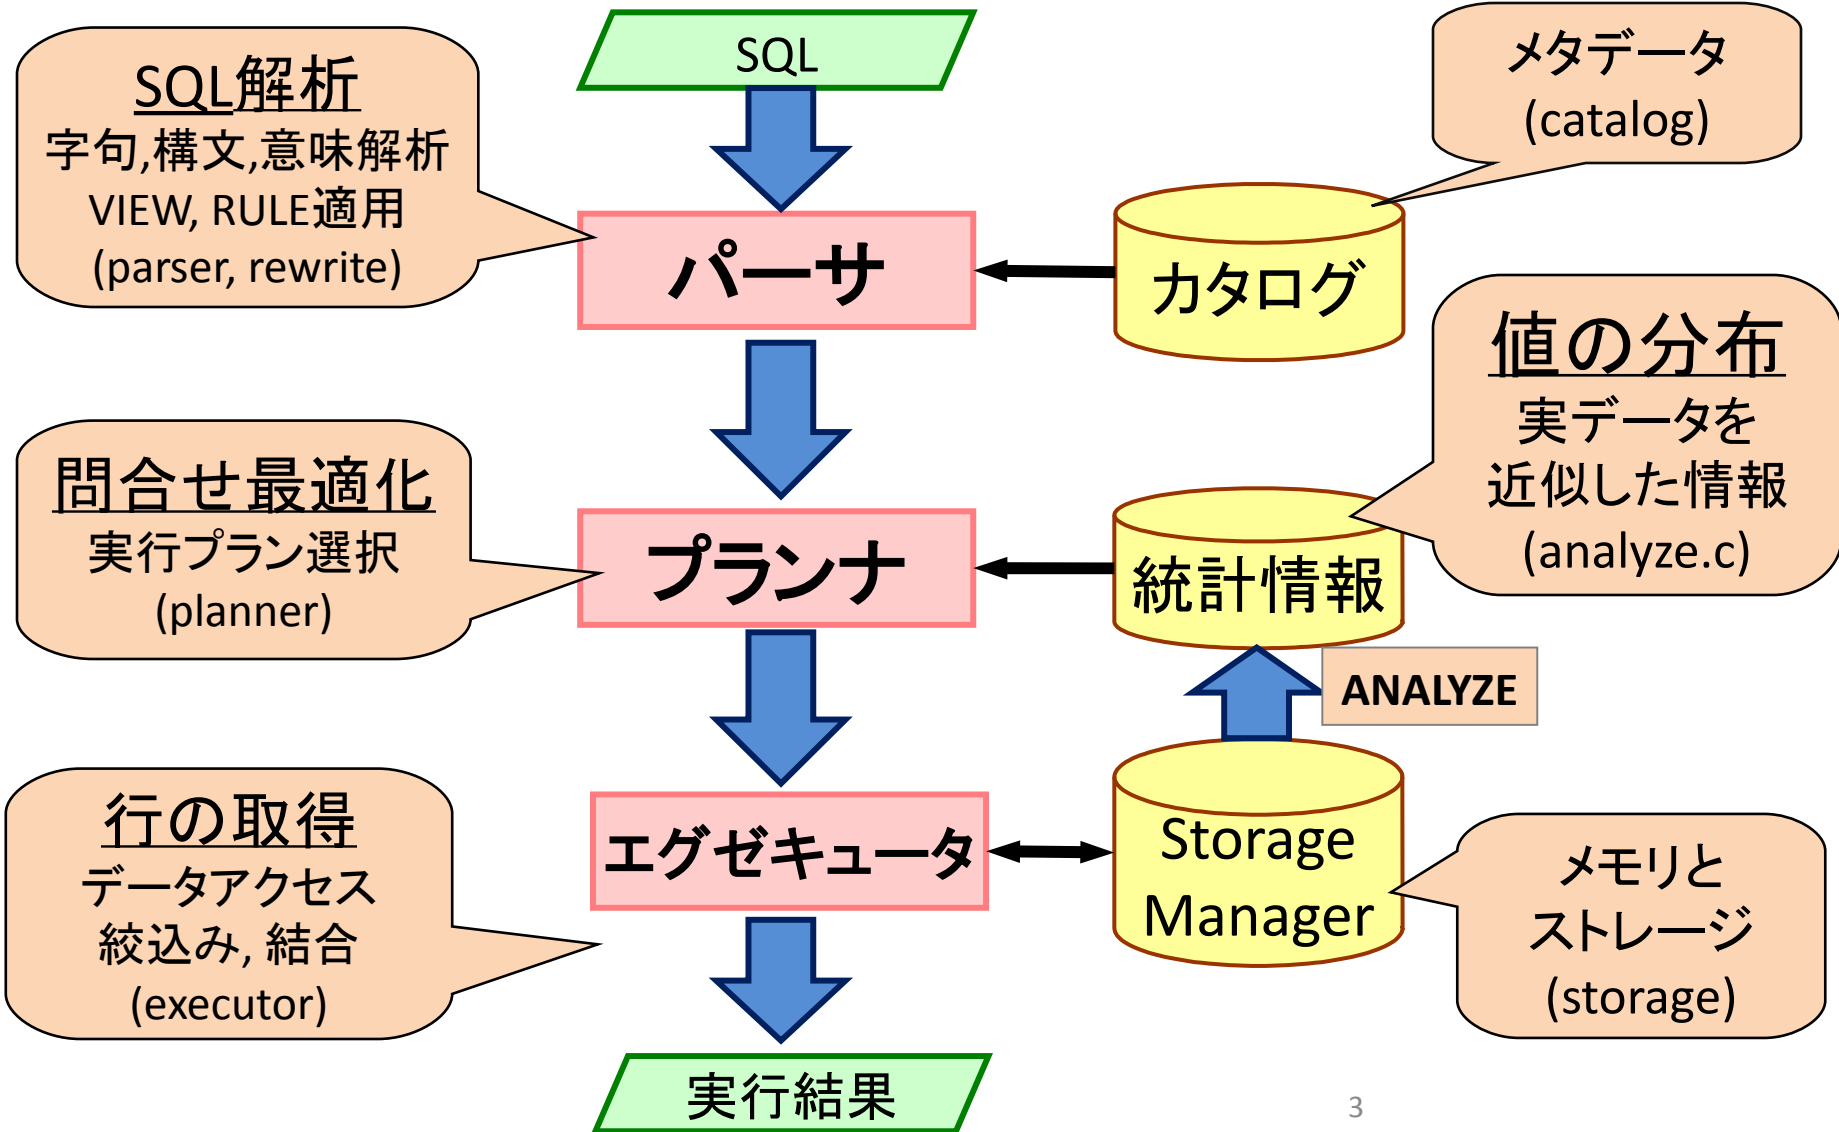 SQL
SQL解析
字句,構文,意味解析
VIEW, RULE適用
(parser, rewrite)
パーサ
カタログ
メタデータ
(catalog)
問合せ最適化
実行プラン選択
(planner)
プランナ
統計情報
値の分布
実データを
近似した情報
(analyze.c)
ANALYZE
行の取得
データアクセス
絞込み, 結合
(executor)
エグゼキュータ
Storage
Manager
メモリと
ストレージ
(storage)
実行結果
3